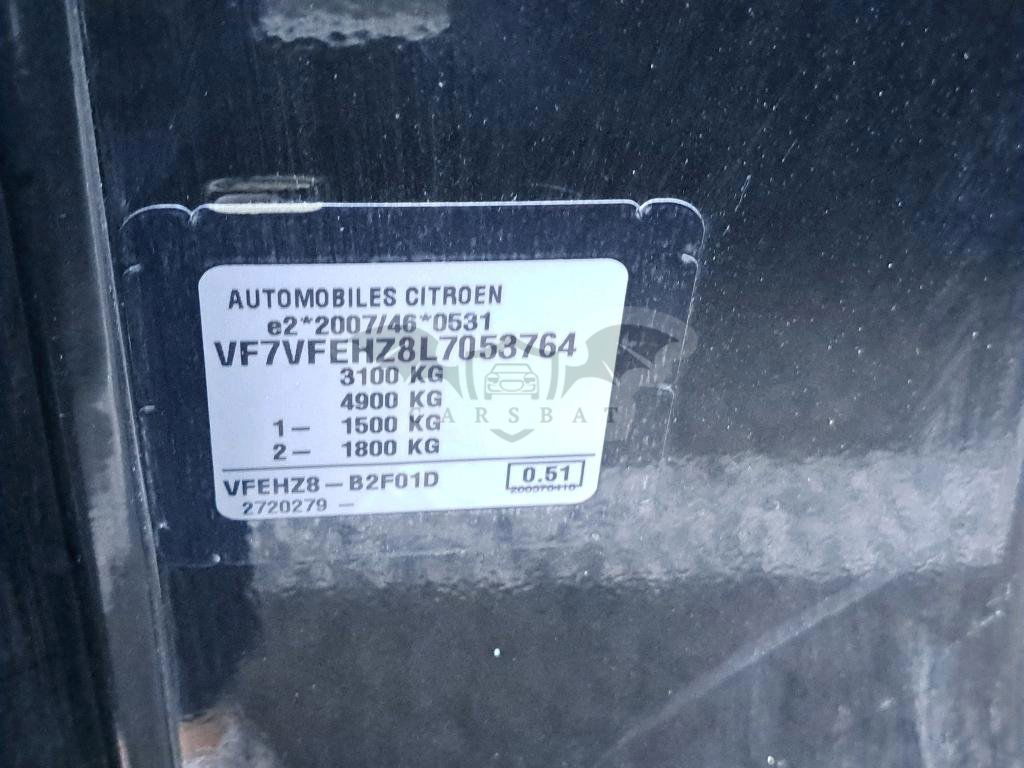 AUTOMOBILES CITROEN
e2*2007/46*0531
VF7VFEHZ8L7053764
3100 KG
4900 KG
1- 1500 KG
2- 1800 KG
CARSBAT
VFEHZ8-B2F01D
0.51
2720279 -